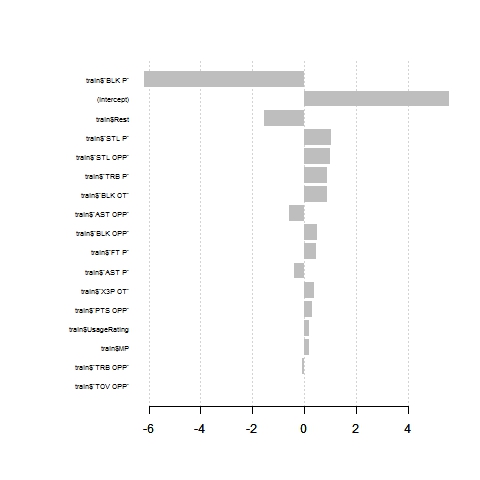 train$`BLK P`
(Intercept)
train$Rest
train$`STL P`
train$`STL OPP`
train$`TRB P`
train$`BLK OT`
train$`AST OPP`
train$`BLK OPP`
train$`FT P`
train$`AST P`
train$`X3P OT`
train$`PTS OPP`
train$UsageRating
train$MP
train$`TRB OPP`
train$`TOV OPP`
-6 -4 -2 0 2 4